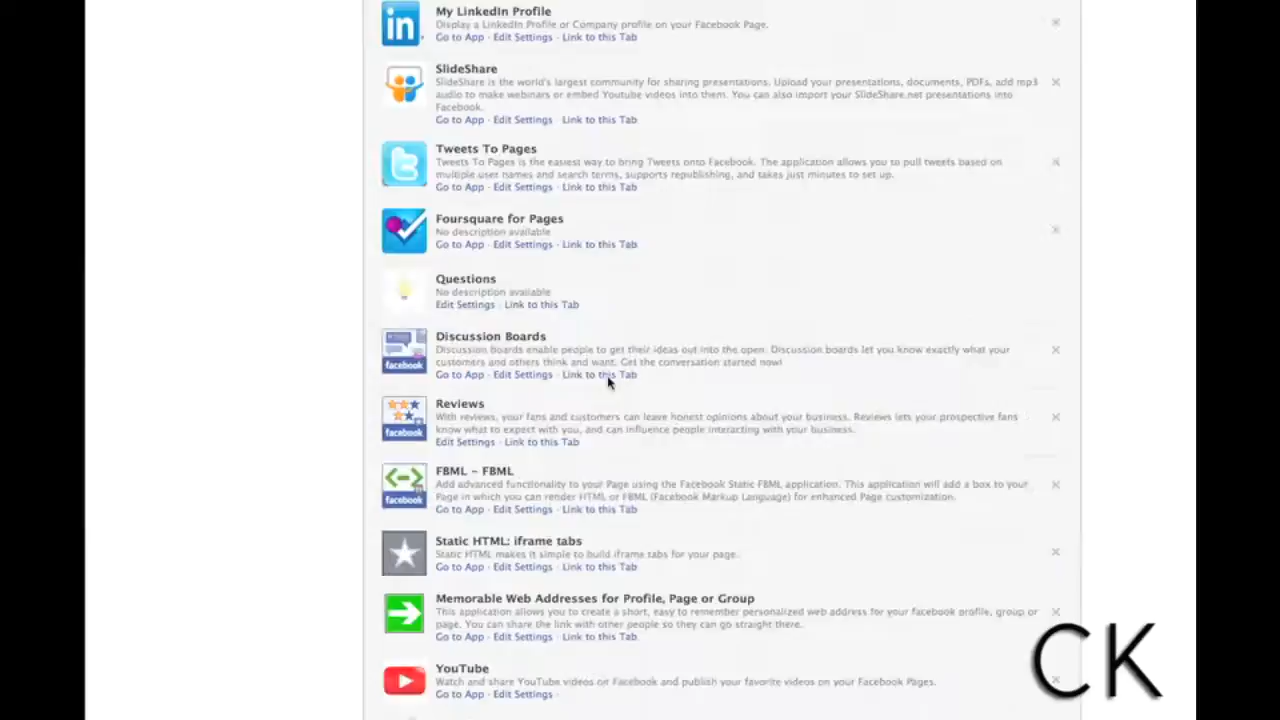 My LinkedIn Profile
Display a LinkedIn Profile or Company profile on your Facebook Page.
Go to App · Edit Settings · Link to this Tab
SlideShare
SlideShare is the world's largest community for sharing presentations. Upload your presentations, documents, PDFs, add mp3
audio to make webinars or embed Youtube videos into them. You can also import your SlideShare.net presentations into
Facebook.
Go to App · Edit Settings · Link to this Tab
Tweets To Pages
Tweets To Pages is the easiest way to bring Tweets onto Facebook. The application allows you to pull tweets based on
multiple user names and search terms, supports republishing, and takes just minutes to set up.
Go to App · Edit Settings · Link to this Tab
Foursquare for Pages
No description available
Go to App · Edit Settings · Link to this Tab
Questions
No description available
Edit Settings · Link to this Tab
Discussion Boards
Discussion boards enable people to get their ideas out into the open. Discussion boards let you know exactly what your
customers and others think and want. Get the conversation started now!
facebook
Go to App · Edit Settings · Link to this Tab
Reviews
With reviews, your fans and customers can leave honest opinions about your business. Reviews lets your prospective fans
know what to expect with you, and can influence people interacting with your business.
facebook
Edit Settings · Link to this Tab
FBML - FBML
Add advanced functionality to your Page using the Facebook Static FBML application. This application will add a box to your
Page in which you can render HTML or FBML (Facebook Markup Language) for enhanced Page customization.
facebook
Go to App · Edit Settings · Link to this Tab
Static HTML: iframe tabs
Static HTML makes it simple to build iframe tabs for your page.
Go to App · Edit Settings · Link to this Tab
Memorable Web Addresses for Profile, Page or Group
This application allows you to create a short, easy to remember personalized web address for your facebook profile, group or
page. You can share the link with other people so they can go straight there.
Go to App · Edit Settings · Link to this Tab
YouTube
Watch and share YouTube videos on Facebook and publish your favorite videos on your Facebook Pages.
Go to App · Edit Settings ·
in
CK